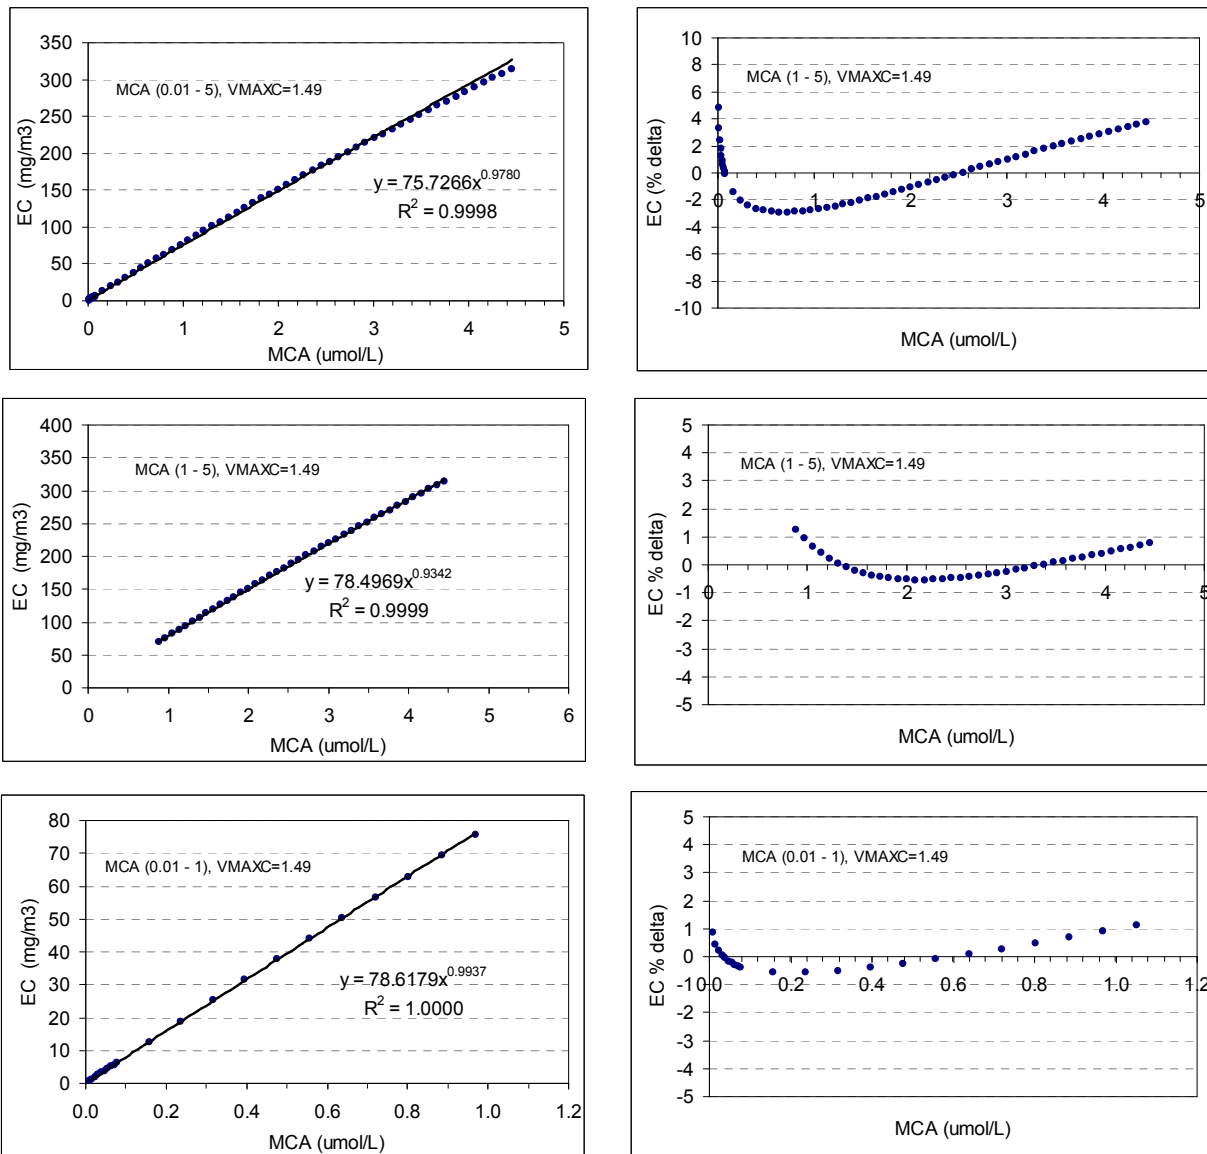 350
300
250
200
150
100
50
0
EC (mg/m3)
MCA (0.01 - 5), VMAXC=1.49
y = 75.7266x^0.9780
R² = 0.9998
0 1 2 3 4 5
MCA (umol/L)
10
8
6
4
2
0
-2
-4
-6
-8
-10
EC (% delta)
MCA (1 - 5), VMAXC=1.49
0 1 2 3 4 5
MCA (umol/L)
400
350
300
250
200
150
100
50
0
EC (mg/m3)
MCA (1 - 5), VMAXC=1.49
y = 78.4969x^0.9342
R² = 0.9999
0 1 2 3 4 5 6
MCA (umol/L)
5
4
3
2
1
0
-1
-2
-3
-4
-5
EC % delta)
MCA (1 - 5), VMAXC=1.49
0 1 2 3 4 5
MCA (umol/L)
80
70
60
50
40
30
20
10
0
EC (mg/m3)
MCA (0.01 - 1), VMAXC=1.49
y = 78.6179x^0.9937
R² = 1.0000
0.0 0.2 0.4 0.6 0.8 1.0 1.2
MCA (umol/L)
5
4
3
2
1
0
-1
-2
-3
-4
-5
EC % delta)
MCA (0.01 - 1), VMAXC=1.49
0.0 0.2 0.4 0.6 0.8 1.0 1.2
MCA (umol/L)